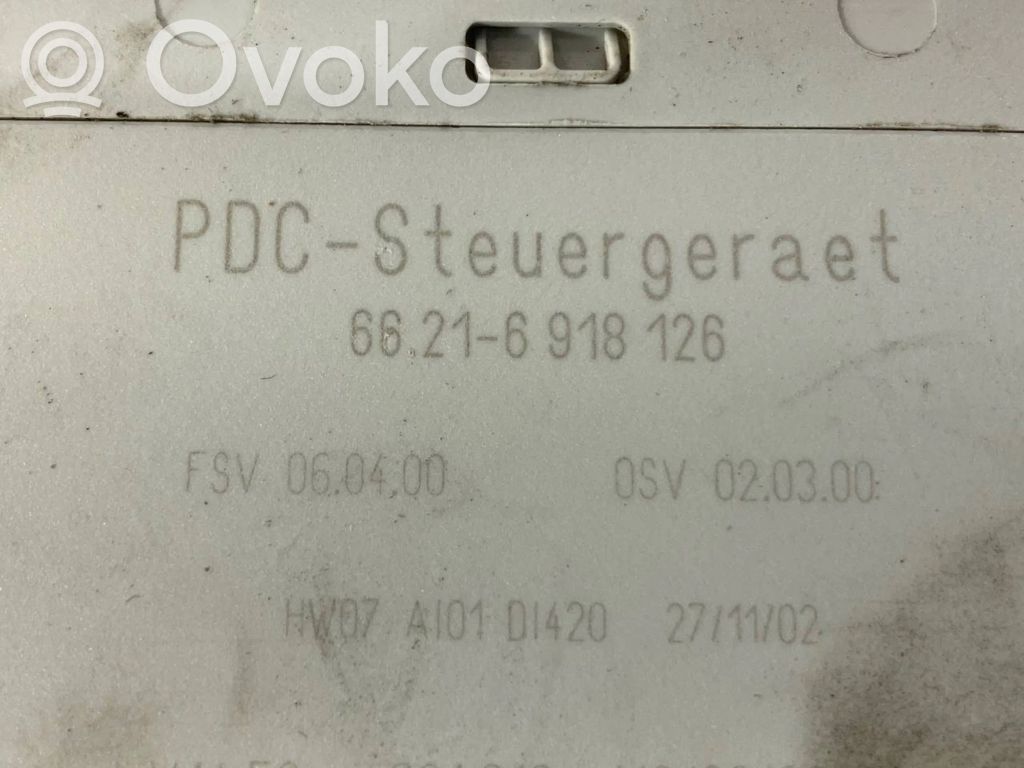 Ovoko
PDC-Steuergeraet
66.21-6 918 126
FSV 06.04.00 OSV 02.03.00
HW07 AI01 DI420 27/11/02